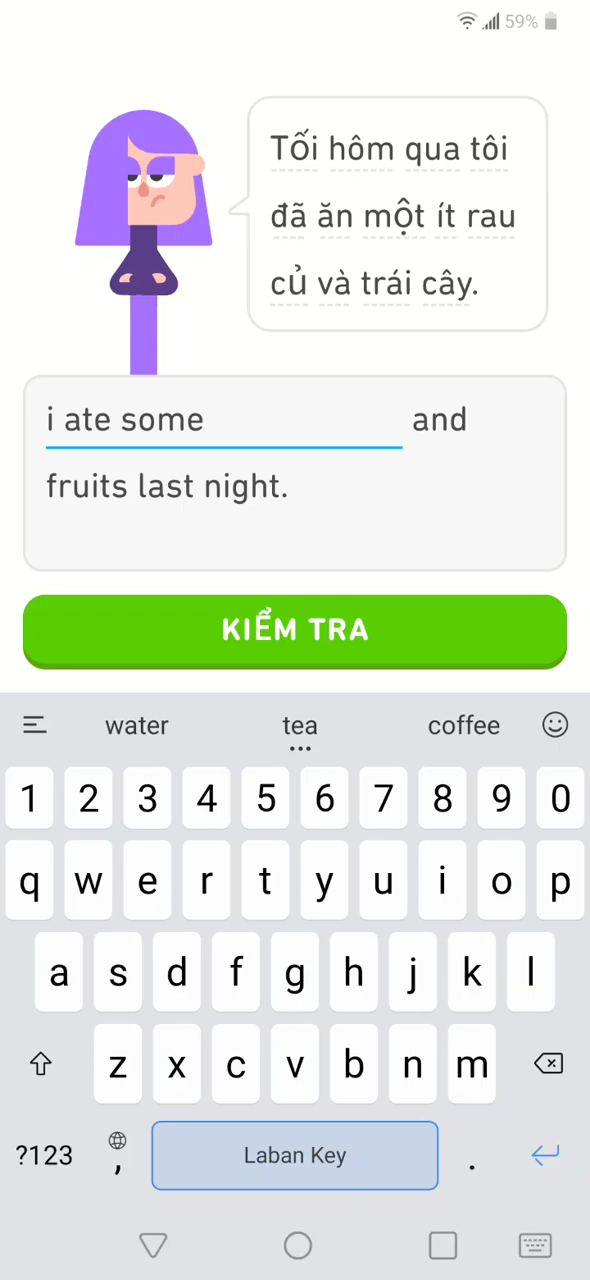 59%
Tối hôm qua tôi
đã ăn một ít rau
củ và trái cây.
i ate some and
fruits last night.
KIỂM TRA
water tea coffee
1 2 3 4 5 6 7 8 9 0
q w e r t y u i o p
a s d f g h j k l
z x c v b n m
?123 , Laban Key .